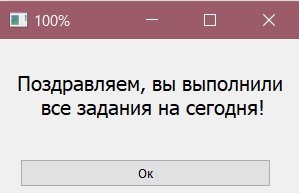 100%
Поздравляем, вы выполнили
все задания на сегодня!
Ок